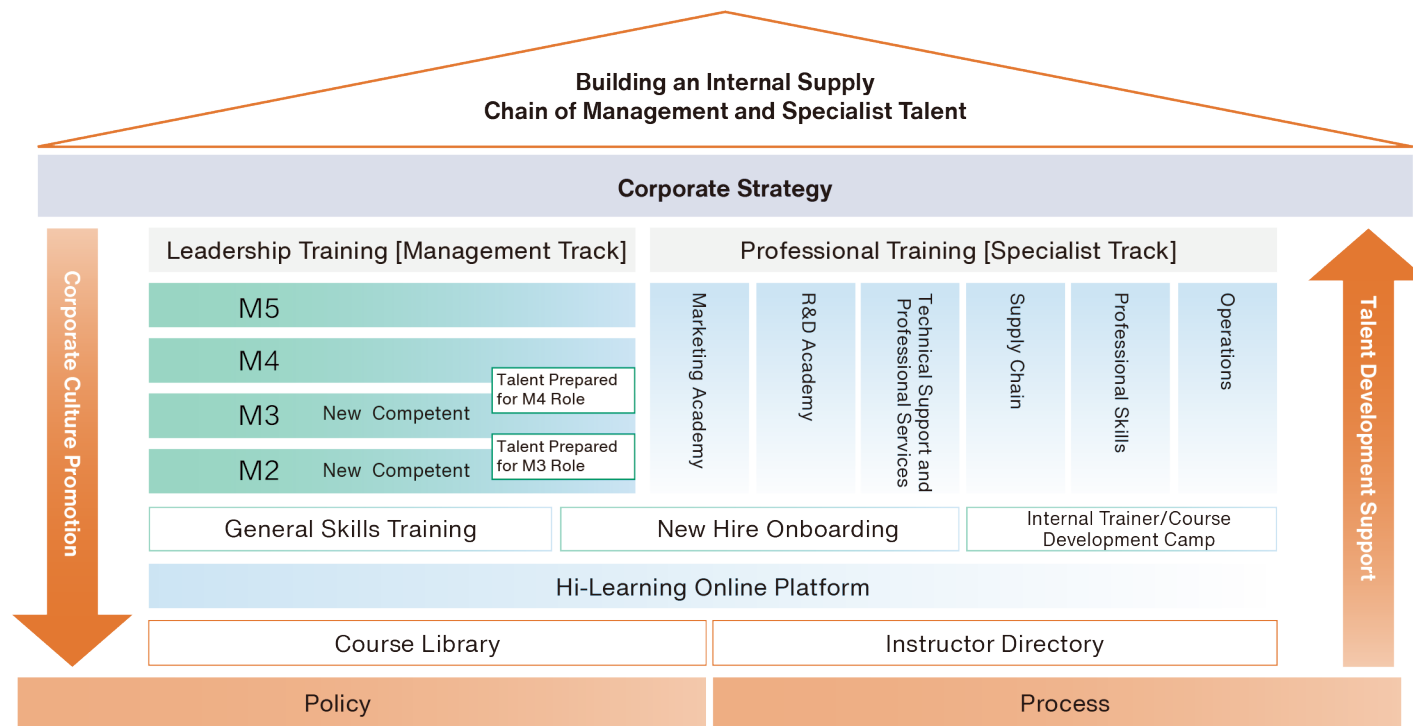 Building an Internal Supply
Chain of Management and Specialist Talent
Corporate Strategy
Corporate Culture Promotion
Leadership Training [Management Track]
M5
M4
Talent Prepared
for M4 Role
M3 New Competent
Talent Prepared
for M3 Role
M2 New Competent
Professional Training [Specialist Track]
Marketing Academy
R&D Academy
Technical Support and
Professional Services
Supply Chain
Professional Skills
Operations
Talent Development Support
General Skills Training
New Hire Onboarding
Internal Trainer/Course
Development Camp
Hi-Learning Online Platform
Course Library
Instructor Directory
Policy
Process